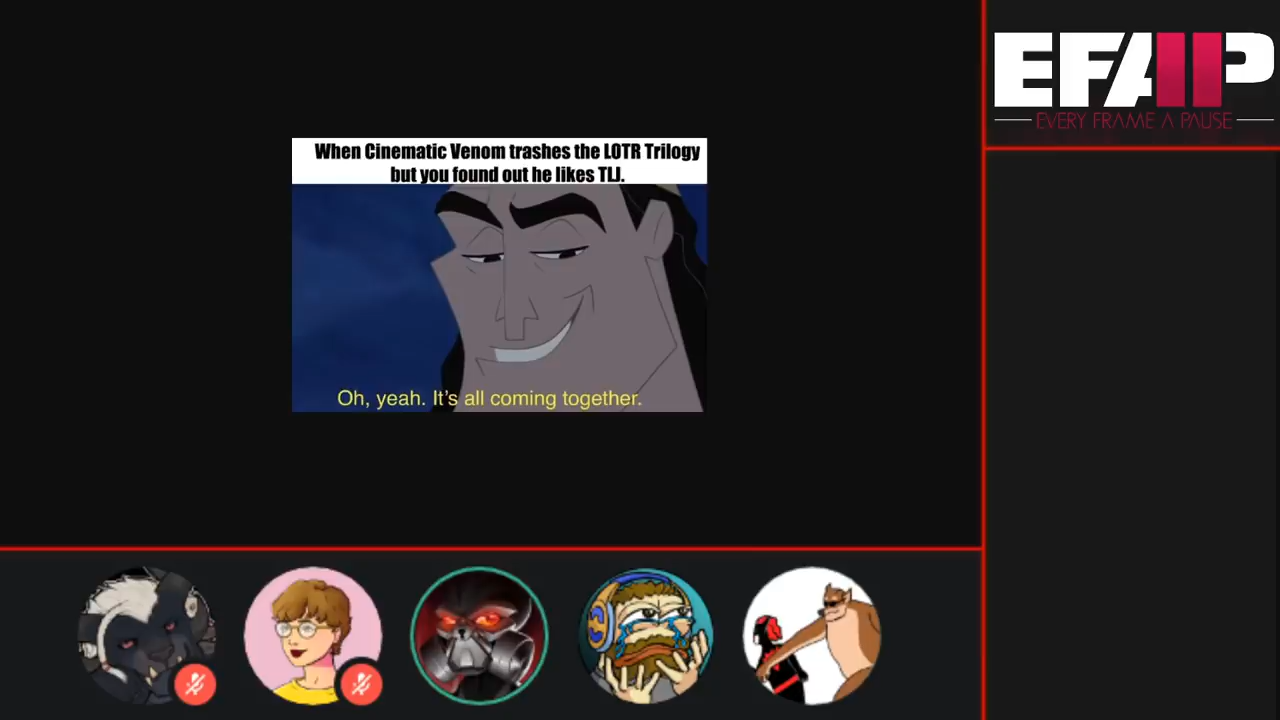 EFAP
EVERY FRAME A PAUSE
When Cinematic Venom trashes the LOTR Trilogy
but you found out he likes TLJ.
Oh, yeah. It's all coming together.